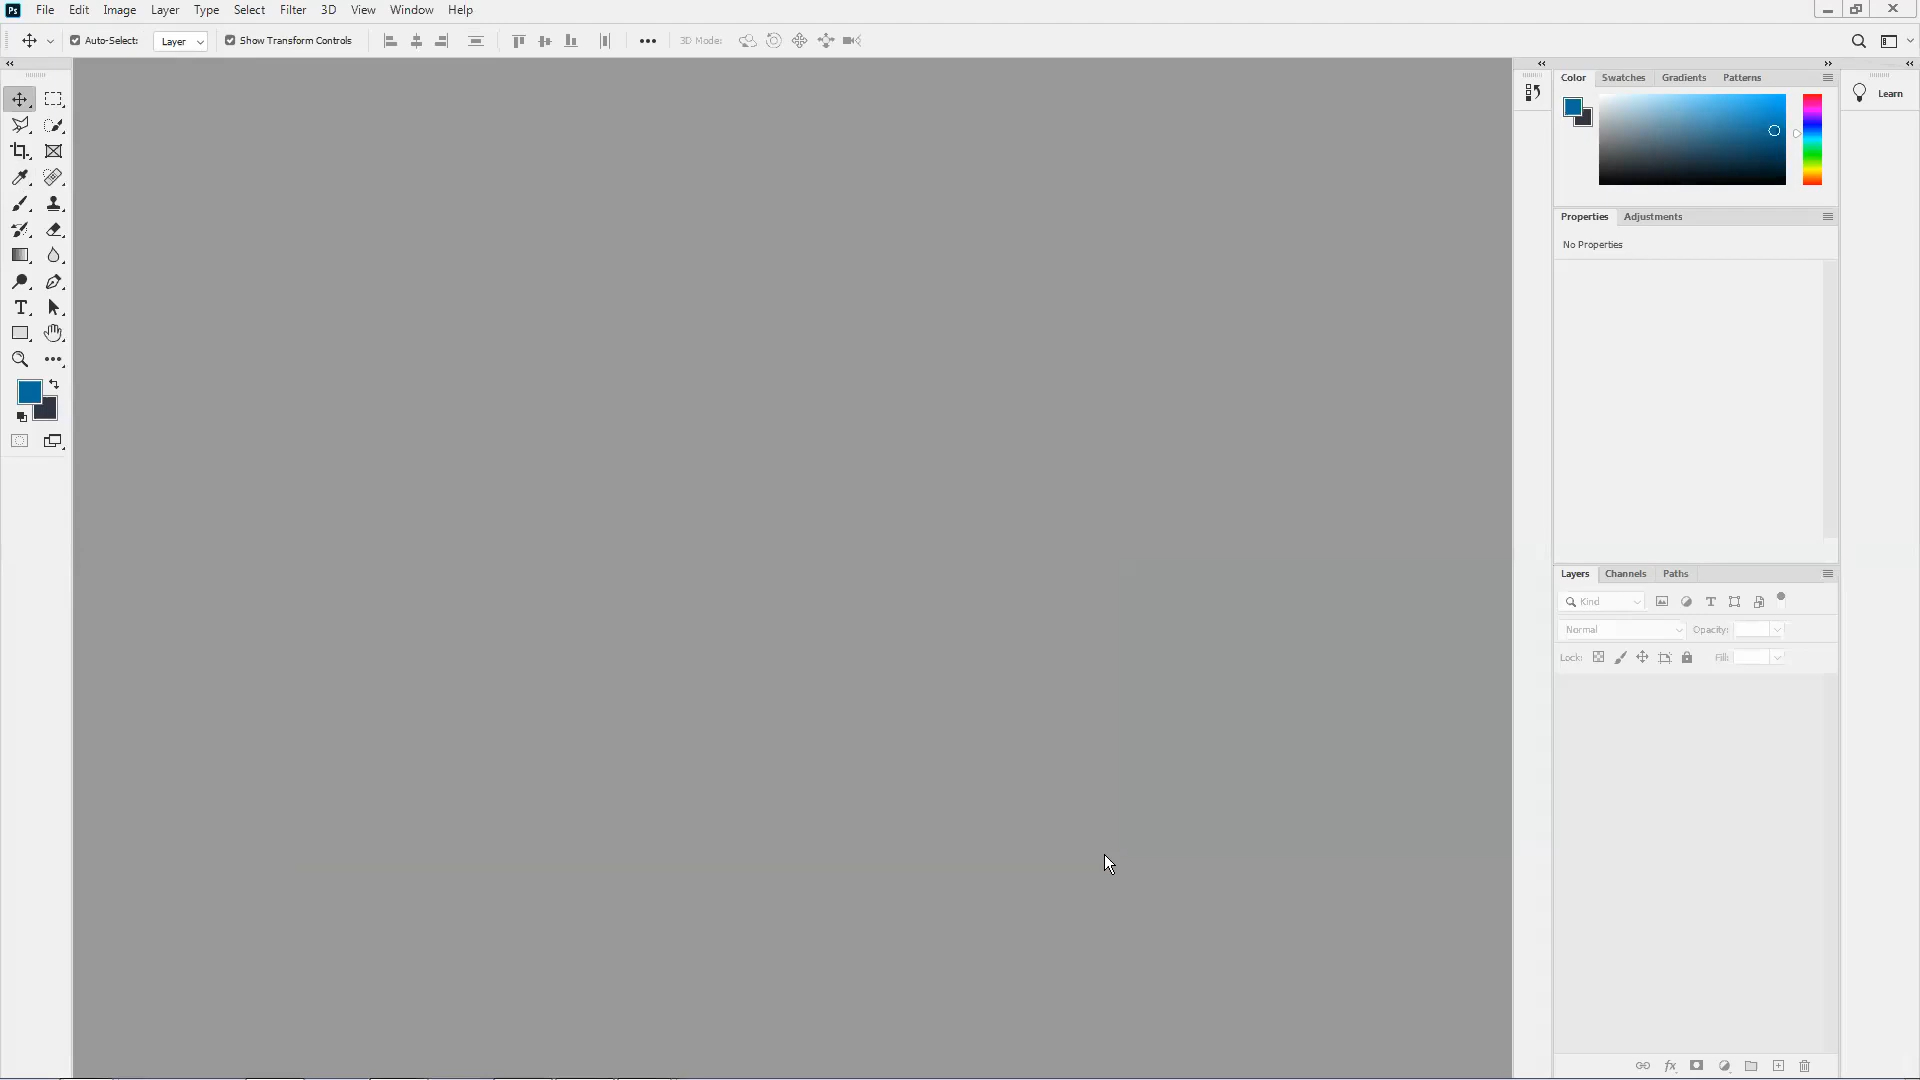 Ps File Edit Image Layer Type Select Filter 3D View Window Help
Auto-Select: Layer Show Transform Controls 3D Mode:
Color Swatches Gradients Patterns
Learn
Properties Adjustments
No Properties
Layers Channels Paths
Kind
Normal Opacity:
Lock: Fill: